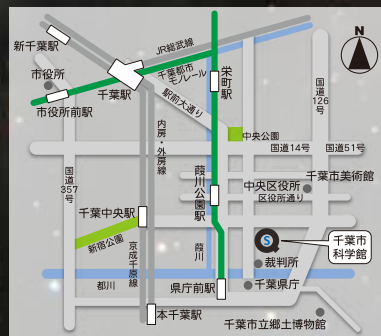 新千葉駅
JR総武線
N
市役所
千葉都市
モノレール
栄町駅
千葉駅
市役所前駅
駅前大通り
国道126号
中央公園
内房・外房線
国道14号
国道51号
国道357号
葭川公園駅
千葉市美術館
中央区役所
区役所通り
千葉中央駅
新宿公園
京成千原線
葭川
S
千葉市
科学館
裁判所
都川
県庁前駅
千葉県庁
本千葉駅
千葉市立郷土博物館